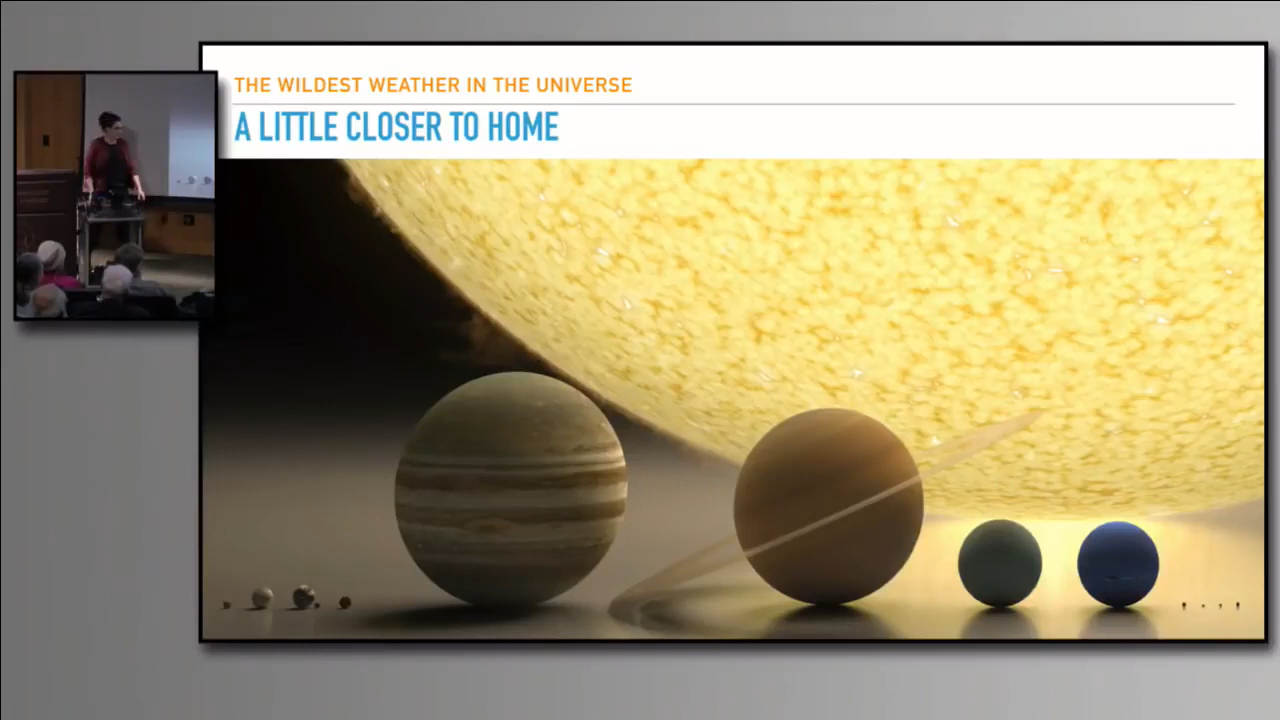 THE WILDEST WEATHER IN THE UNIVERSE
A LITTLE CLOSER TO HOME